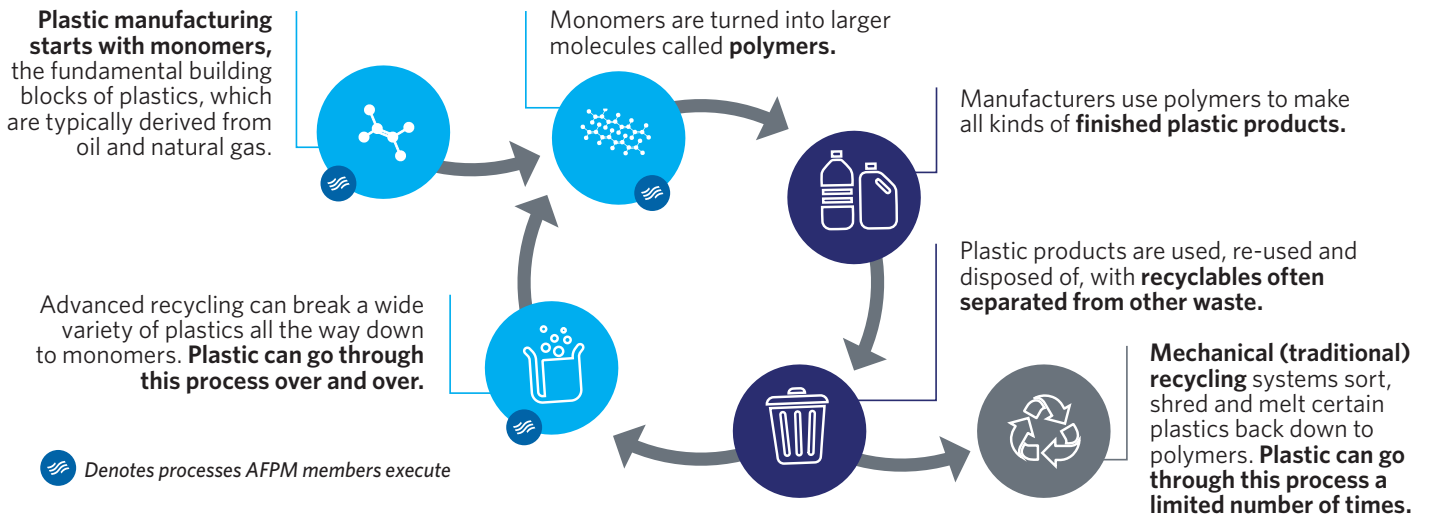 Plastic manufacturing
starts with monomers,
the fundamental building
blocks of plastics, which
are typically derived from
oil and natural gas.
Monomers are turned into larger
molecules called polymers.
Manufacturers use polymers to make
all kinds of finished plastic products.
Plastic products are used, re-used and
disposed of, with recyclables often
separated from other waste.
Mechanical (traditional)
recycling systems sort,
shred and melt certain
plastics back down to
polymers. Plastic can go
through this process a
limited number of times.
Advanced recycling can break a wide
variety of plastics all the way down
to monomers. Plastic can go through
this process over and over.
Denotes processes AFPM members execute